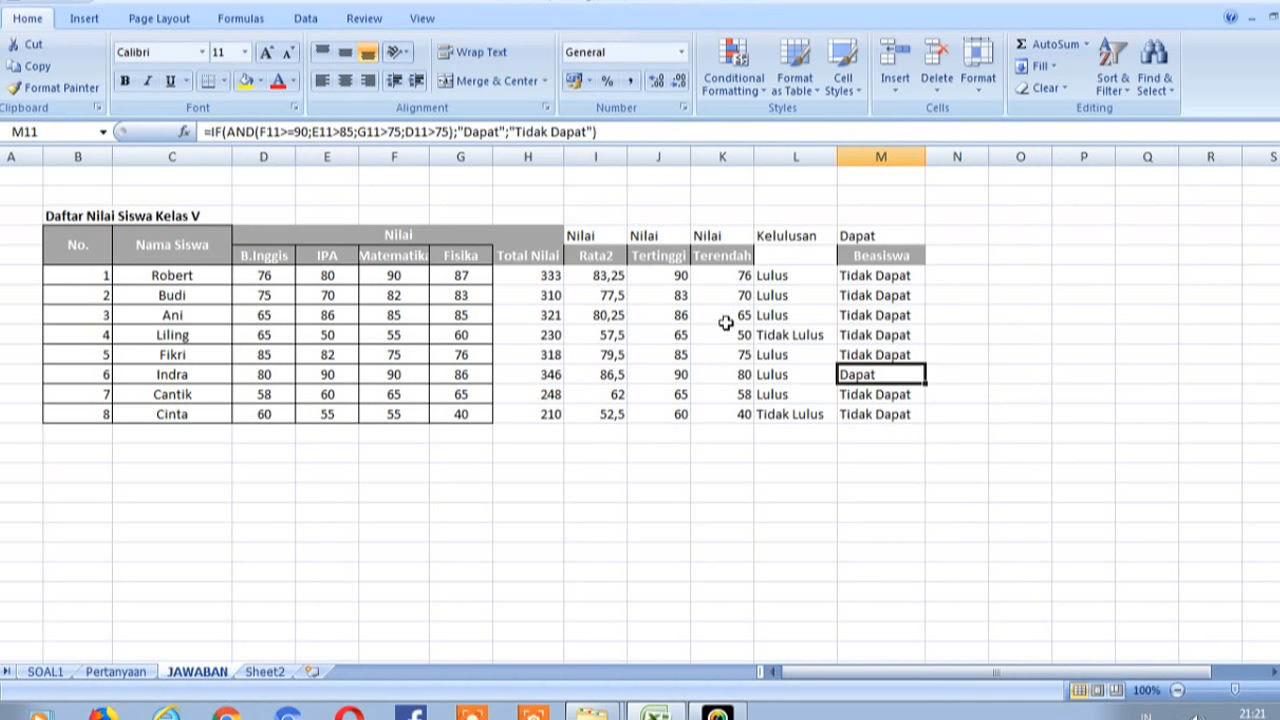 Home Insert Page Layout Formulas Data Review View
Cut
Copy
Format Painter
Clipboard
Calibri 11
B I U
Font
Wrap Text
Merge & Center
Alignment
General
% ,
Number
Conditional Formatting
Format as Table
Cell Styles
Styles
Insert Delete Format
Cells
Σ AutoSum
Fill
Clear
Sort & Filter
Find & Select
Editing
M11 fx =IF(AND(F11>=90;E11>85;G11>75;D11>75);"Dapat";"Tidak Dapat")
A B C D E F G H I J K L M N O P Q R S
Daftar Nilai Siswa Kelas V
No. Nama Siswa Nilai Total Nilai Nilai Nilai Nilai Kelulusan Dapat
B.Inggis IPA Matematik Fisika Rata2 Tertinggi Terendah Beasiswa
1 Robert 76 80 90 87 333 83,25 90 76 Lulus Tidak Dapat
2 Budi 75 70 82 83 310 77,5 83 70 Lulus Tidak Dapat
3 Ani 65 86 85 85 321 80,25 86 65 Lulus Tidak Dapat
4 Liling 65 50 55 60 230 57,5 65 50 Tidak Lulus Tidak Dapat
5 Fikri 85 82 75 76 318 79,5 85 75 Lulus Tidak Dapat
6 Indra 80 90 90 86 346 86,5 90 80 Lulus Dapat
7 Cantik 58 60 65 65 248 62 65 58 Lulus Tidak Dapat
8 Cinta 60 55 55 40 210 52,5 60 40 Tidak Lulus Tidak Dapat
SOAL1 Pertanyaan JAWABAN Sheet2
100%
IN 21:21